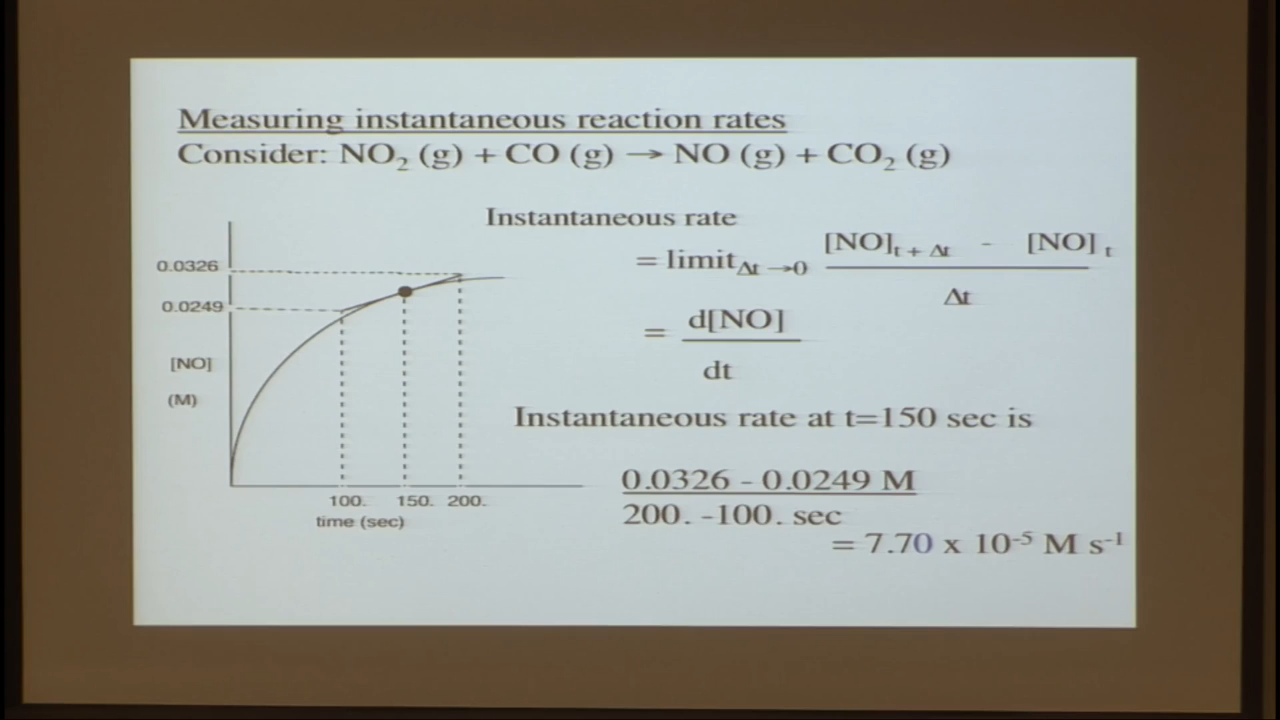 Measuring instantaneous reaction rates
Consider: NO₂ (g) + CO (g) → NO (g) + CO₂ (g)
Instantaneous rate
= limit Δt →0 [NO] t + Δt - [NO] t
Δt
= d[NO]
dt
0.0326
0.0249
[NO]
(M)
100. 150. 200.
time (sec)
Instantaneous rate at t=150 sec is
0.0326 - 0.0249 M
200. -100. sec
= 7.70 x 10⁻⁵ M s⁻¹